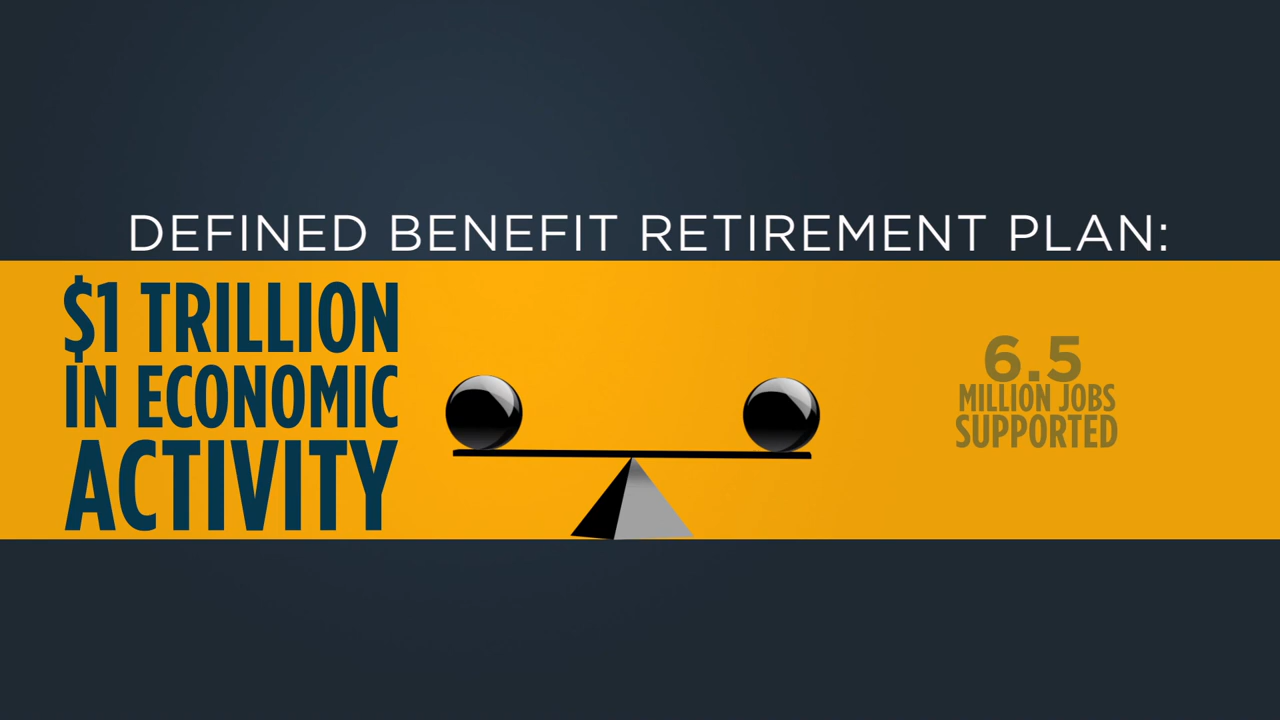 DEFINED BENEFIT RETIREMENT PLAN:
$1 TRILLION
IN ECONOMIC
ACTIVITY
6.5
MILLION JOBS
SUPPORTED